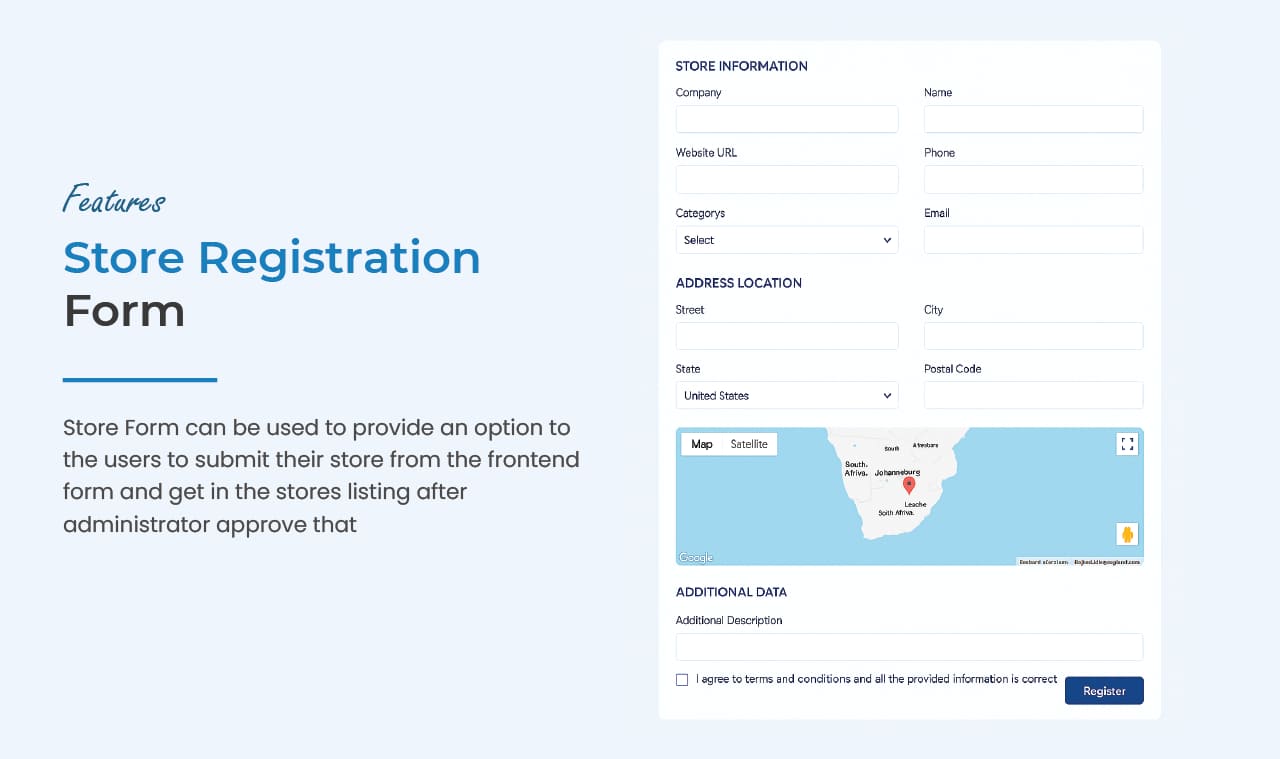 Features
Store Registration
Form
Store Form can be used to provide an option to
the users to submit their store from the frontend
form and get in the stores listing after
administrator approve that
STORE INFORMATION
Company Name
Website URL Phone
Categorys Email
Select
ADDRESS LOCATION
Street City
State Postal Code
United States
Map Satellite
South.
Afriva.
South
Johanneburg
Leache
Spith Afriva.
Google
ADDITIONAL DATA
Additional Description
I agree to terms and conditions and all the provided information is correct
Register